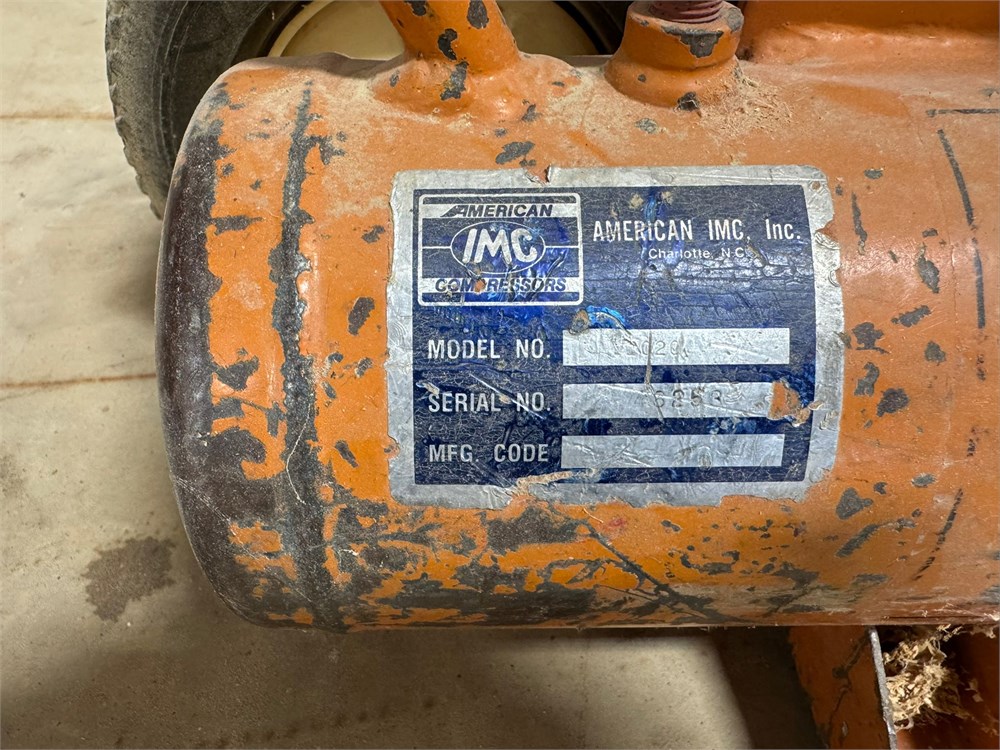 AMERICAN
IMC
COMPRESSORS
AMERICAN IMC, Inc.
Charlotte, N.C.
MODEL NO.
SERIAL NO.
MFG. CODE